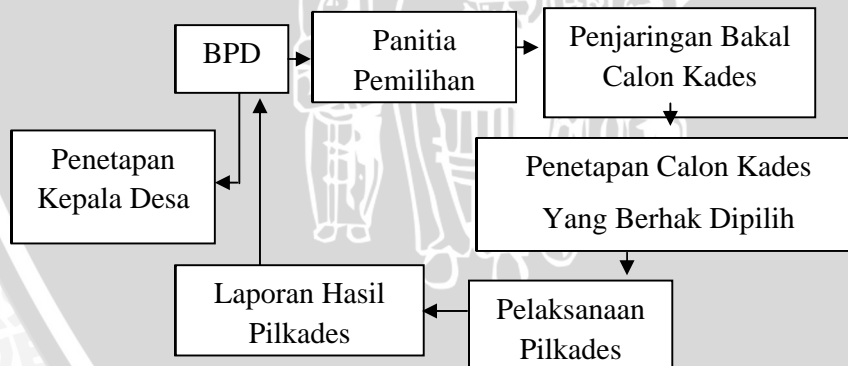 BPD
Panitia
Pemilihan
Penjaringan Bakal
Calon Kades
Penetapan
Kepala Desa
Penetapan Calon Kades
Yang Berhak Dipilih
Laporan Hasil
Pilkades
Pelaksanaan
Pilkades